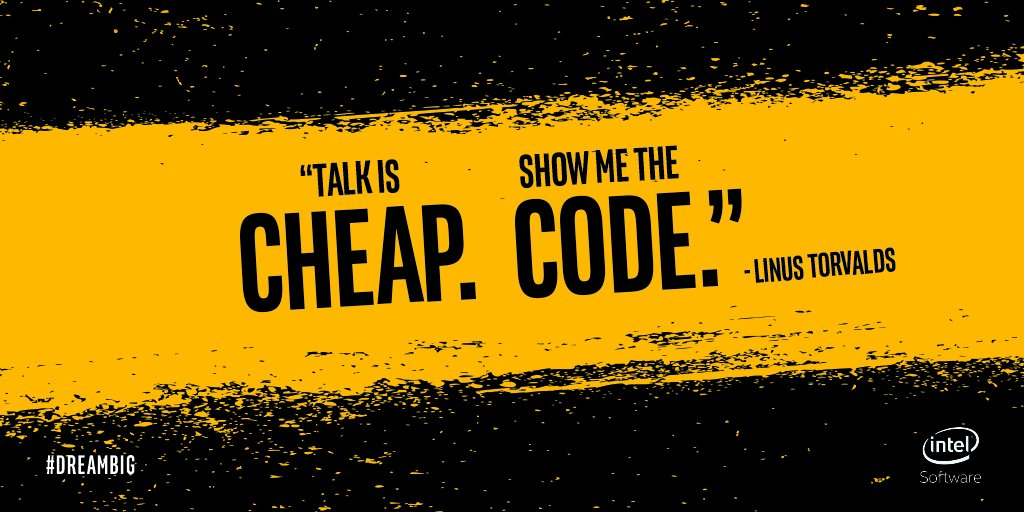 “TALK IS
CHEAP.
SHOW ME THE
CODE.”
- LINUS TORVALDS
#DREAMBIG
intel
Software